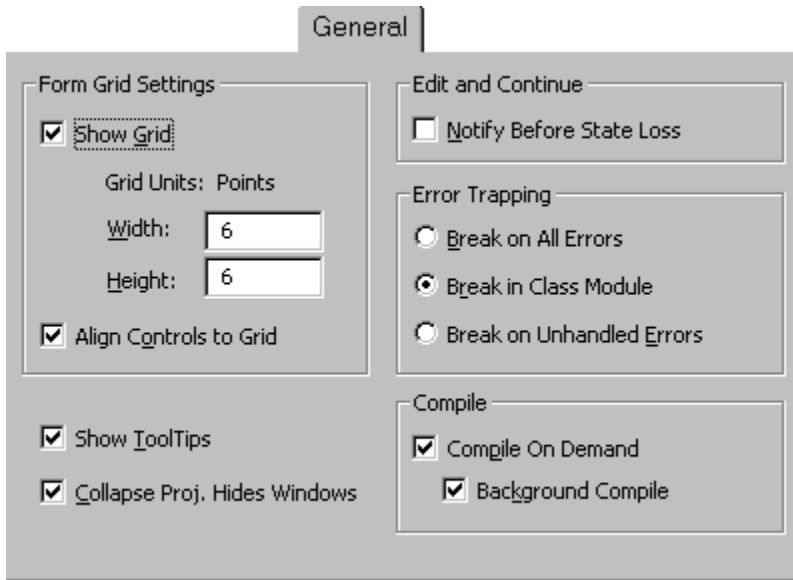 General
Form Grid Settings
Show Grid
Grid Units: Points
Width: 6
Height: 6
Align Controls to Grid
Show ToolTips
Collapse Proj. Hides Windows
Edit and Continue
Notify Before State Loss
Error Trapping
Break on All Errors
Break in Class Module
Break on Unhandled Errors
Compile
Compile On Demand
Background Compile